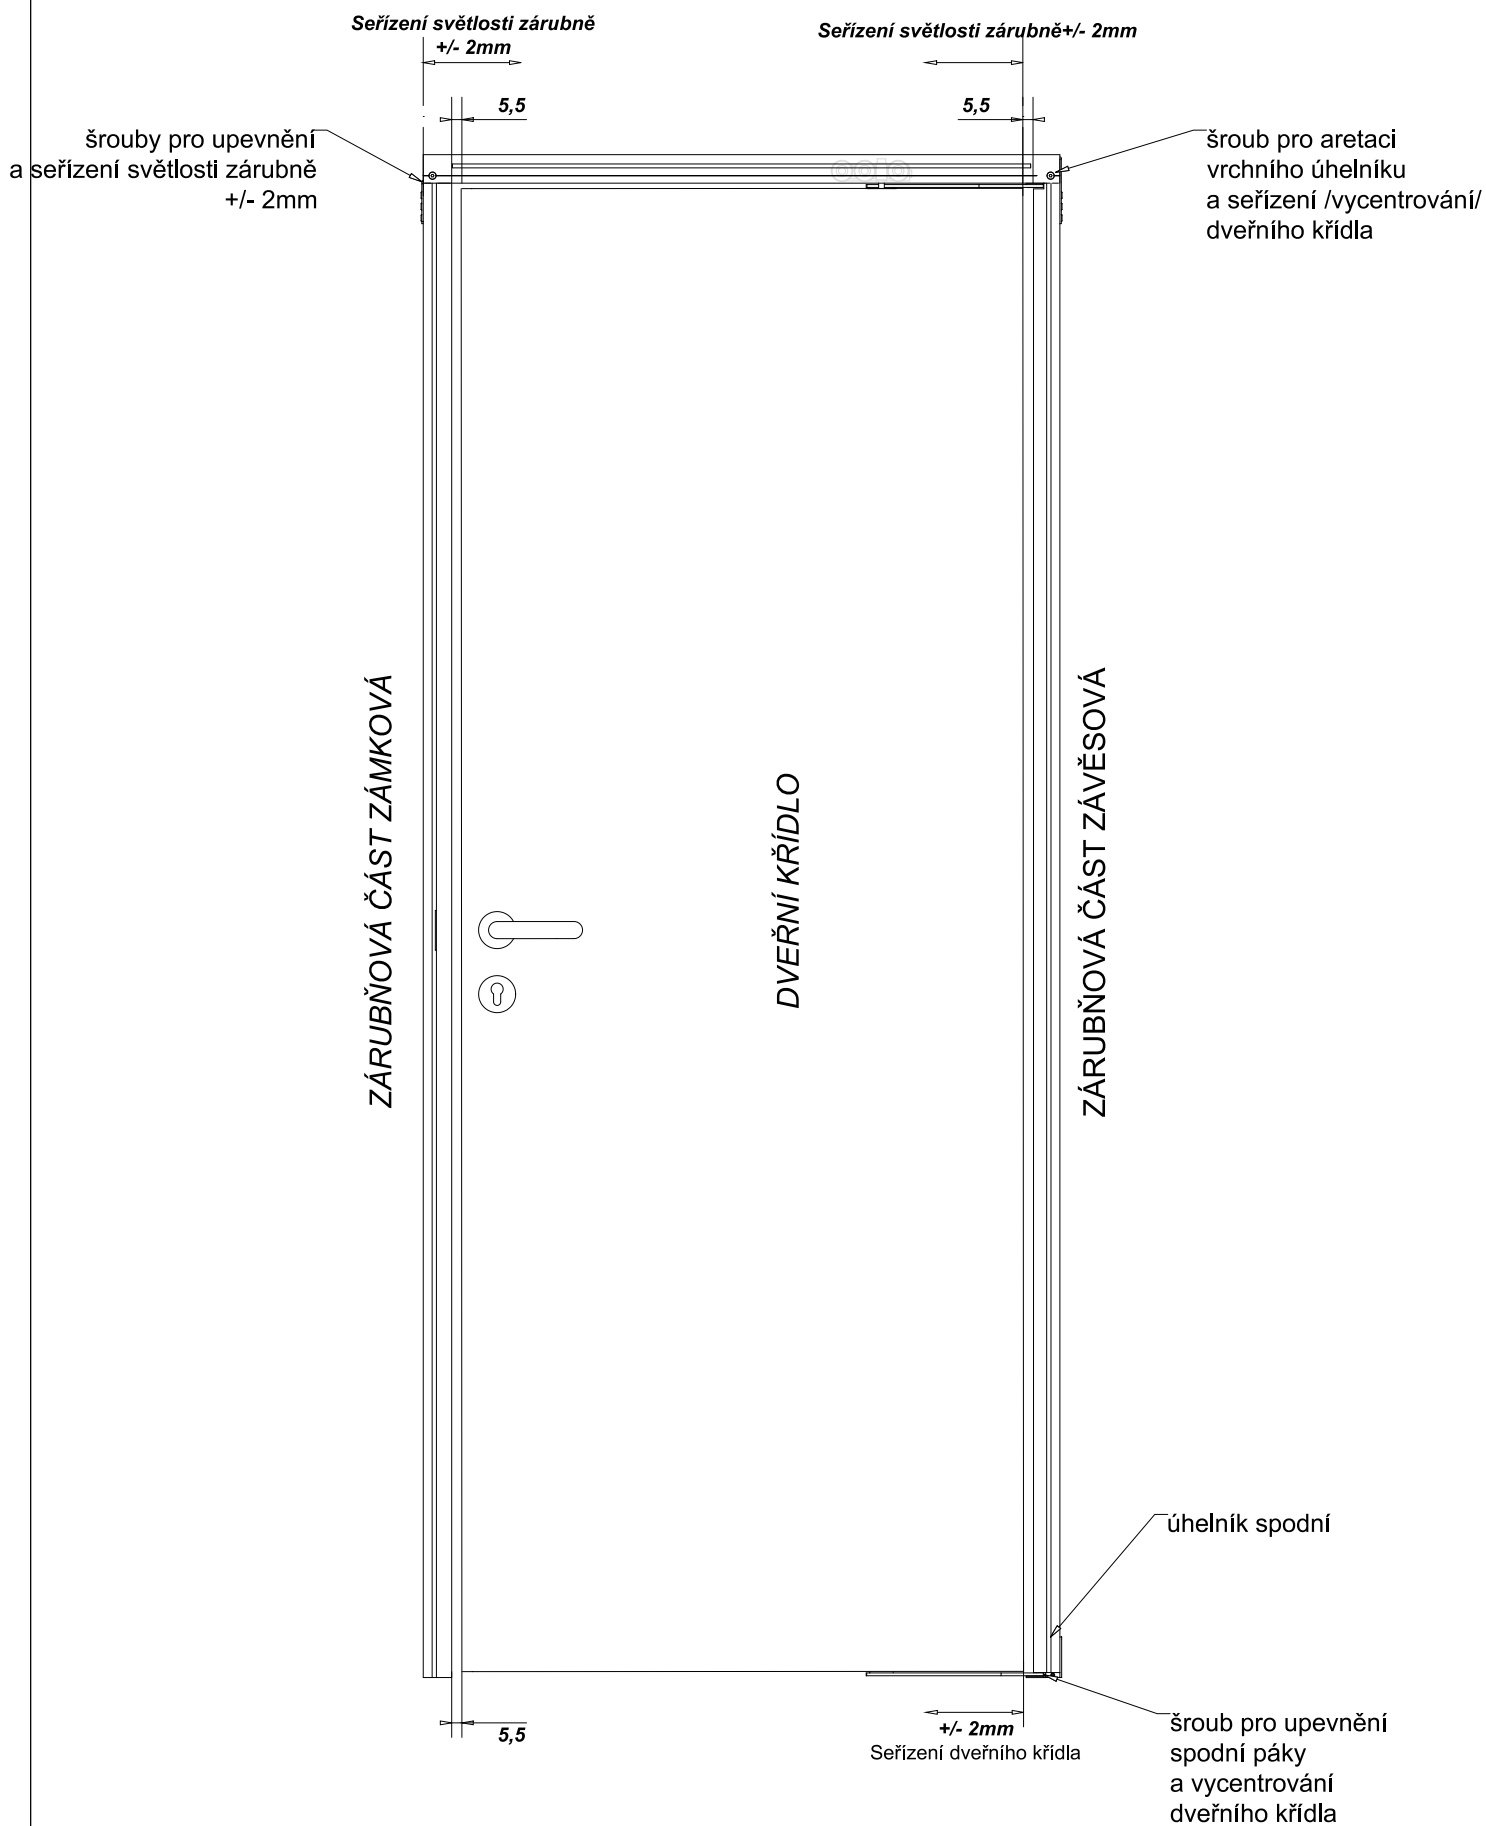 Seřízení světlosti zárubně
+/- 2mm
Seřízení světlosti zárubně+/- 2mm
5,5
5,5
šrouby pro upevnění
a seřízení světlosti zárubně
+/- 2mm
šroub pro aretaci
vrchního úhelníku
a seřízení /vycentrování/
dveřního křídla
ZÁRUBŇOVÁ ČÁST ZÁMKOVÁ
DVEŘNÍ KŘÍDLO
ZÁRUBŇOVÁ ČÁST ZÁVĚSOVÁ
úhelník spodní
5,5
+/- 2mm
Seřízení dveřního křídla
šroub pro upevnění
spodní páky
a vycentrování
dveřního křídla